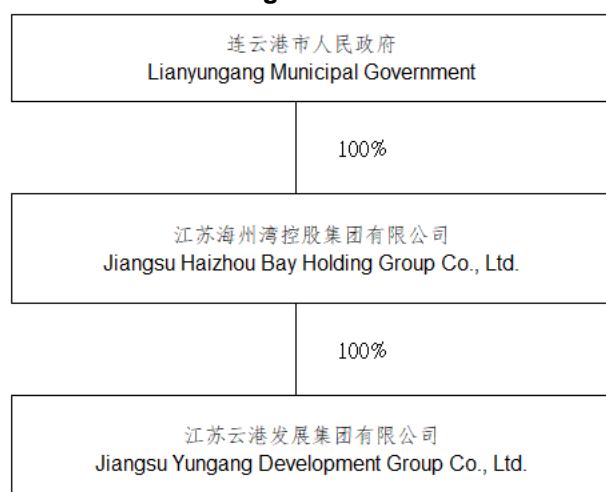 连云港市人民政府
Lianyungang Municipal Government
100%
江苏海州湾控股集团有限公司
Jiangsu Haizhou Bay Holding Group Co., Ltd.
100%
江苏云港发展集团有限公司
Jiangsu Yungang Development Group Co., Ltd.